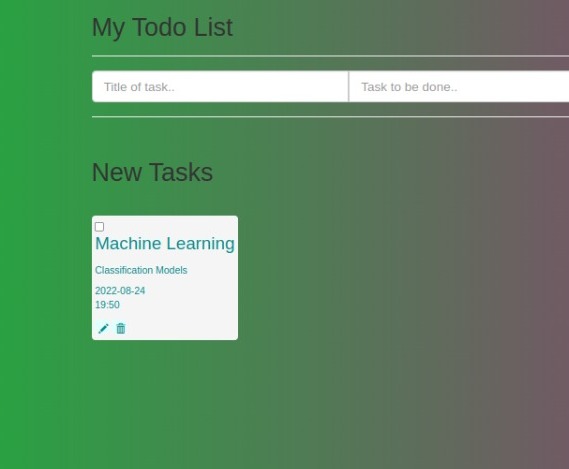 My Todo List
Title of task.. Task to be done..
New Tasks
Machine Learning
Classification Models
2022-08-24
19:50